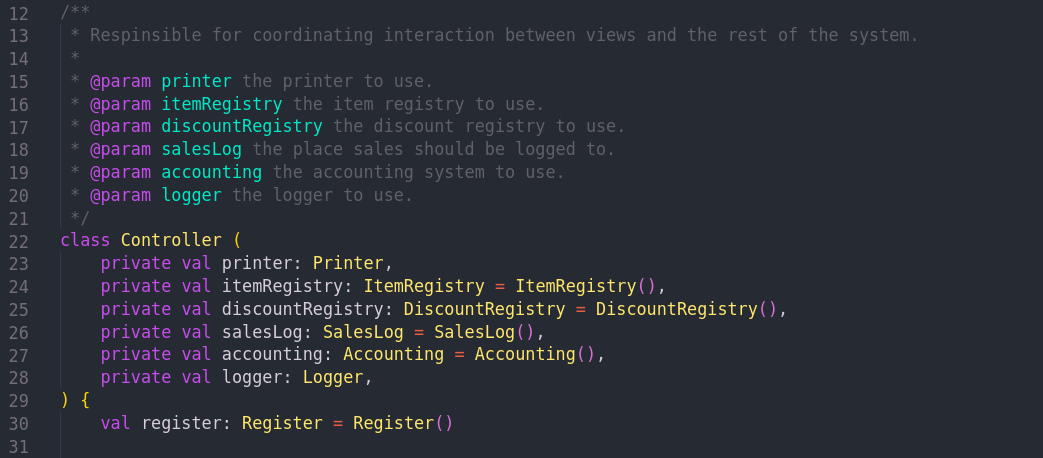 12 /**
13  * Respinsible for coordinating interaction between views and the rest of the system.
14  *
15  * @param printer the printer to use.
16  * @param itemRegistry the item registry to use.
17  * @param discountRegistry the discount registry to use.
18  * @param salesLog the place sales should be logged to.
19  * @param accounting the accounting system to use.
20  * @param logger the logger to use.
21  */
22 class Controller (
23     private val printer: Printer,
24     private val itemRegistry: ItemRegistry = ItemRegistry(),
25     private val discountRegistry: DiscountRegistry = DiscountRegistry(),
26     private val salesLog: SalesLog = SalesLog(),
27     private val accounting: Accounting = Accounting(),
28     private val logger: Logger,
29 ) {
30     val register: Register = Register()
31